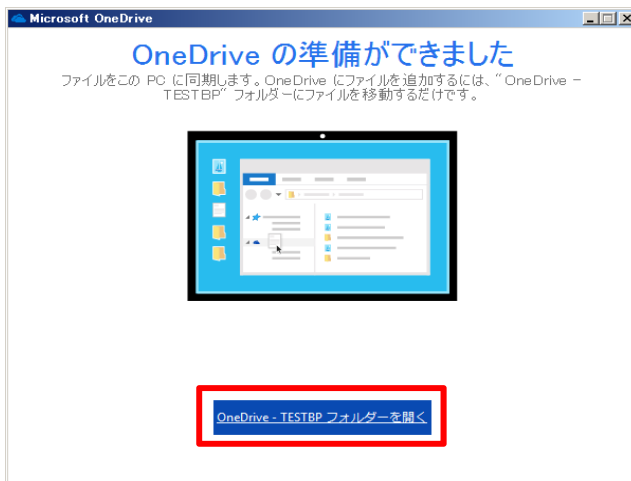 Microsoft OneDrive
OneDrive の準備ができました
ファイルをこの PC に同期します。OneDrive にファイルを追加するには、"OneDrive –
TESTBP" フォルダーにファイルを移動するだけです。
OneDrive - TESTBP フォルダーを開く